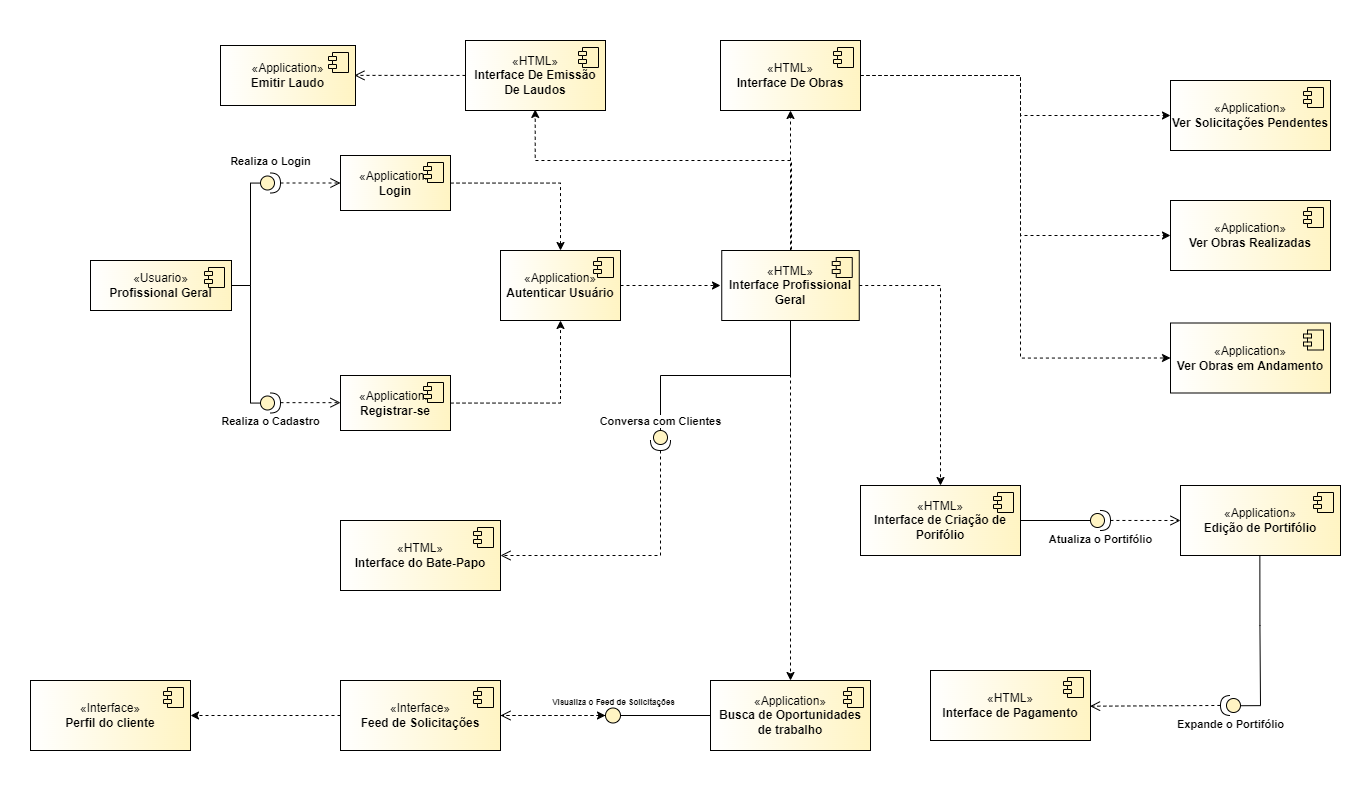 «Application»
Emitir Laudo
«HTML»
Interface De Emissão
De Laudos
«HTML»
Interface De Obras
«Application»
Ver Solicitações Pendentes
Realiza o Login
«Application»
Login
«Application»
Ver Obras Realizadas
«Usuario»
Profissional Geral
«Application»
Autenticar Usuário
«HTML»
Interface Profissional
Geral
«Application»
Ver Obras em Andamento
«Application»
Registrar-se
Realiza o Cadastro
Conversa com Clientes
«HTML»
Interface de Criação de
Porifólio
Atualiza o Portifólio
«Application»
Edição de Portifólio
«HTML»
Interface do Bate-Papo
«Interface»
Perfil do cliente
«Interface»
Feed de Solicitações
Visualiza o Feed de Solicitações
«Application»
Busca de Oportunidades
de trabalho
«HTML»
Interface de Pagamento
Expande o Portifólio